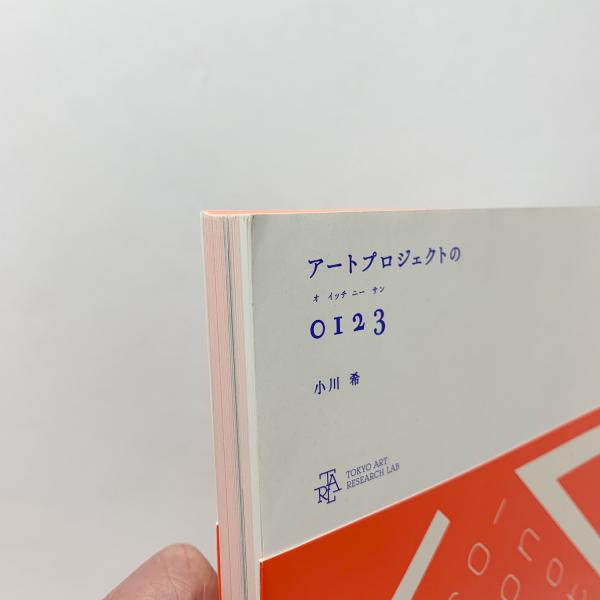 アートプロジェクトの
オ イッチ ニー サン
0123
小川 希
TARL
TOKYO ART
RESEARCH LAB